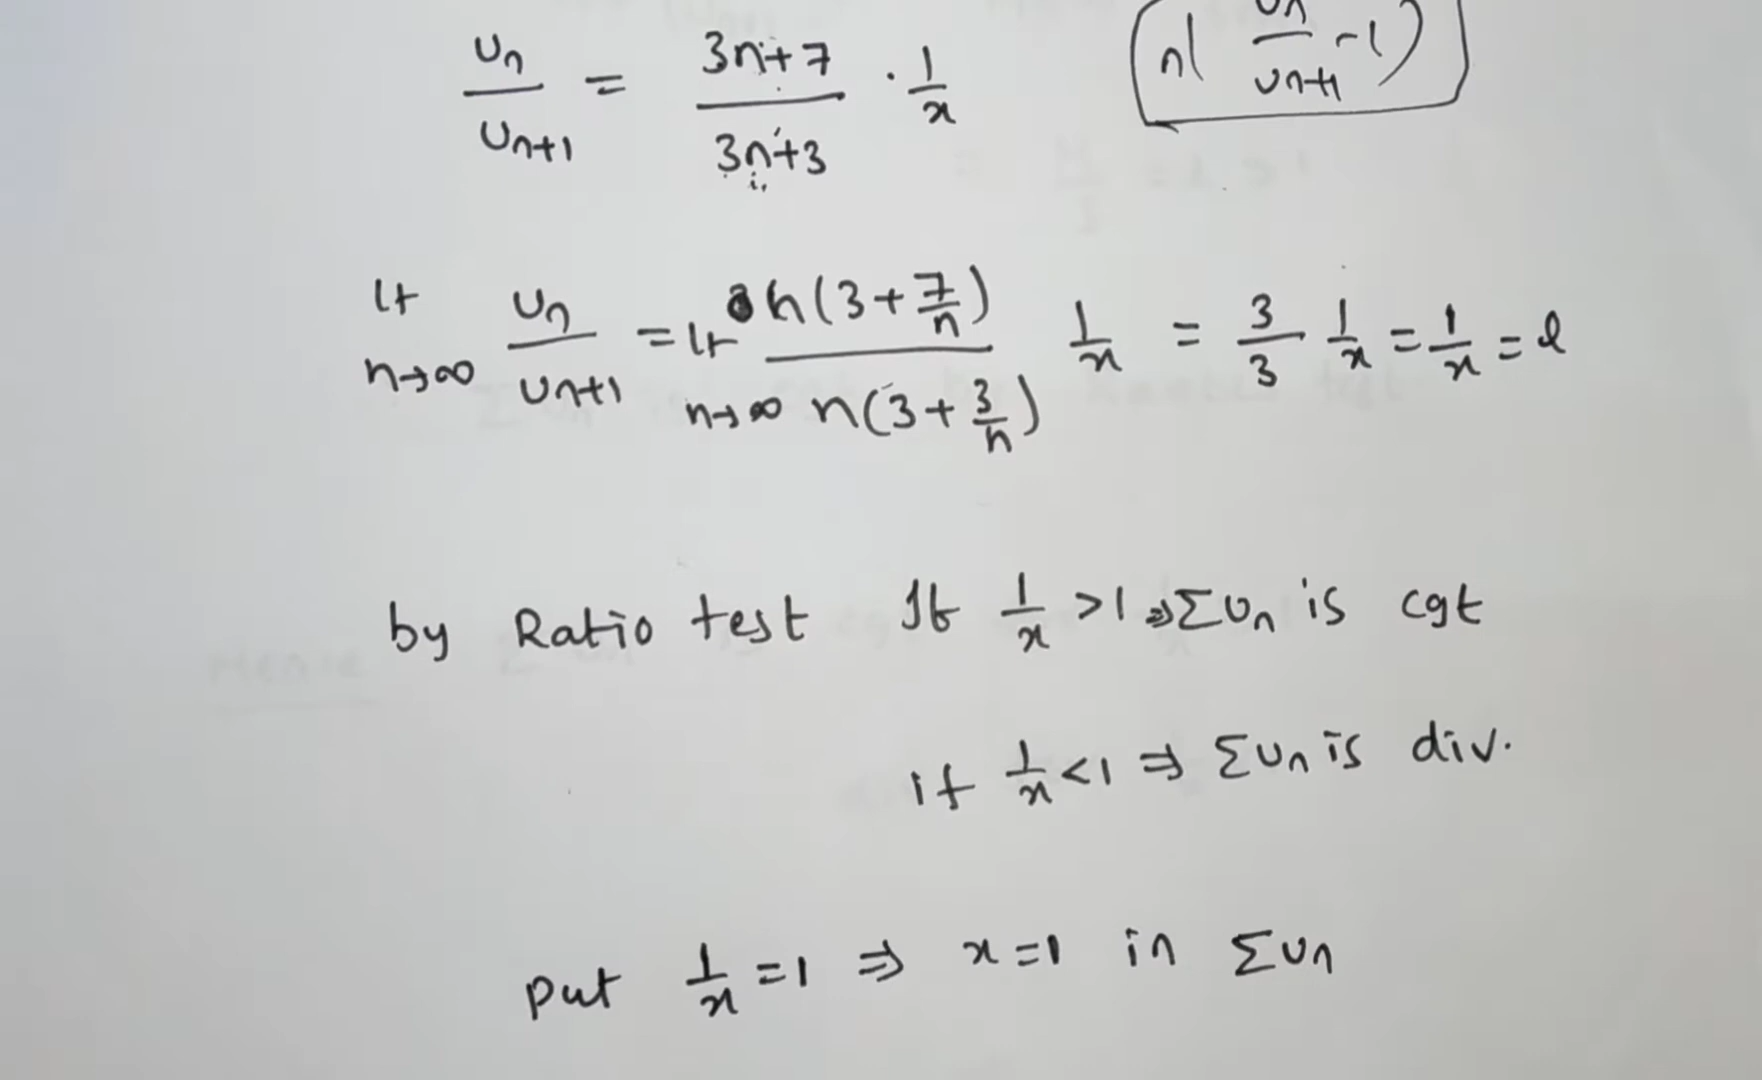 Un/Un+1 = 3n+7/3n+3 · 1/x
n( Un/Un+1 -1)
lt n→∞ Un/Un+1 = lt n→∞ n(3+7/n)/n(3+3/n) 1/x = 3/3 · 1/x = 1/x = l
by Ratio test If 1/x >1 ⇒ ΣUn is cgt
if 1/x <1 ⇒ ΣUn is div.
put 1/x =1 ⇒ x=1 in ΣUn